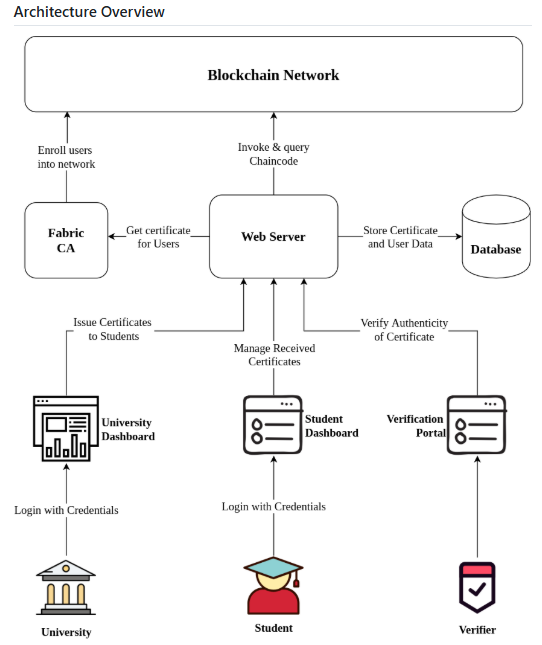 Architecture Overview
Blockchain Network
Enroll users
into network
Invoke & query
Chaincode
Fabric
CA
Get certificate
for Users
Web Server
Store Certificate
and User Data
Database
Issue Certificates
to Students
Manage Received
Certificates
Verify Authenticity
of Certificate
University
Dashboard
Student
Dashboard
Verification
Portal
Login with Credentials
Login with Credentials
University
Student
Verifier